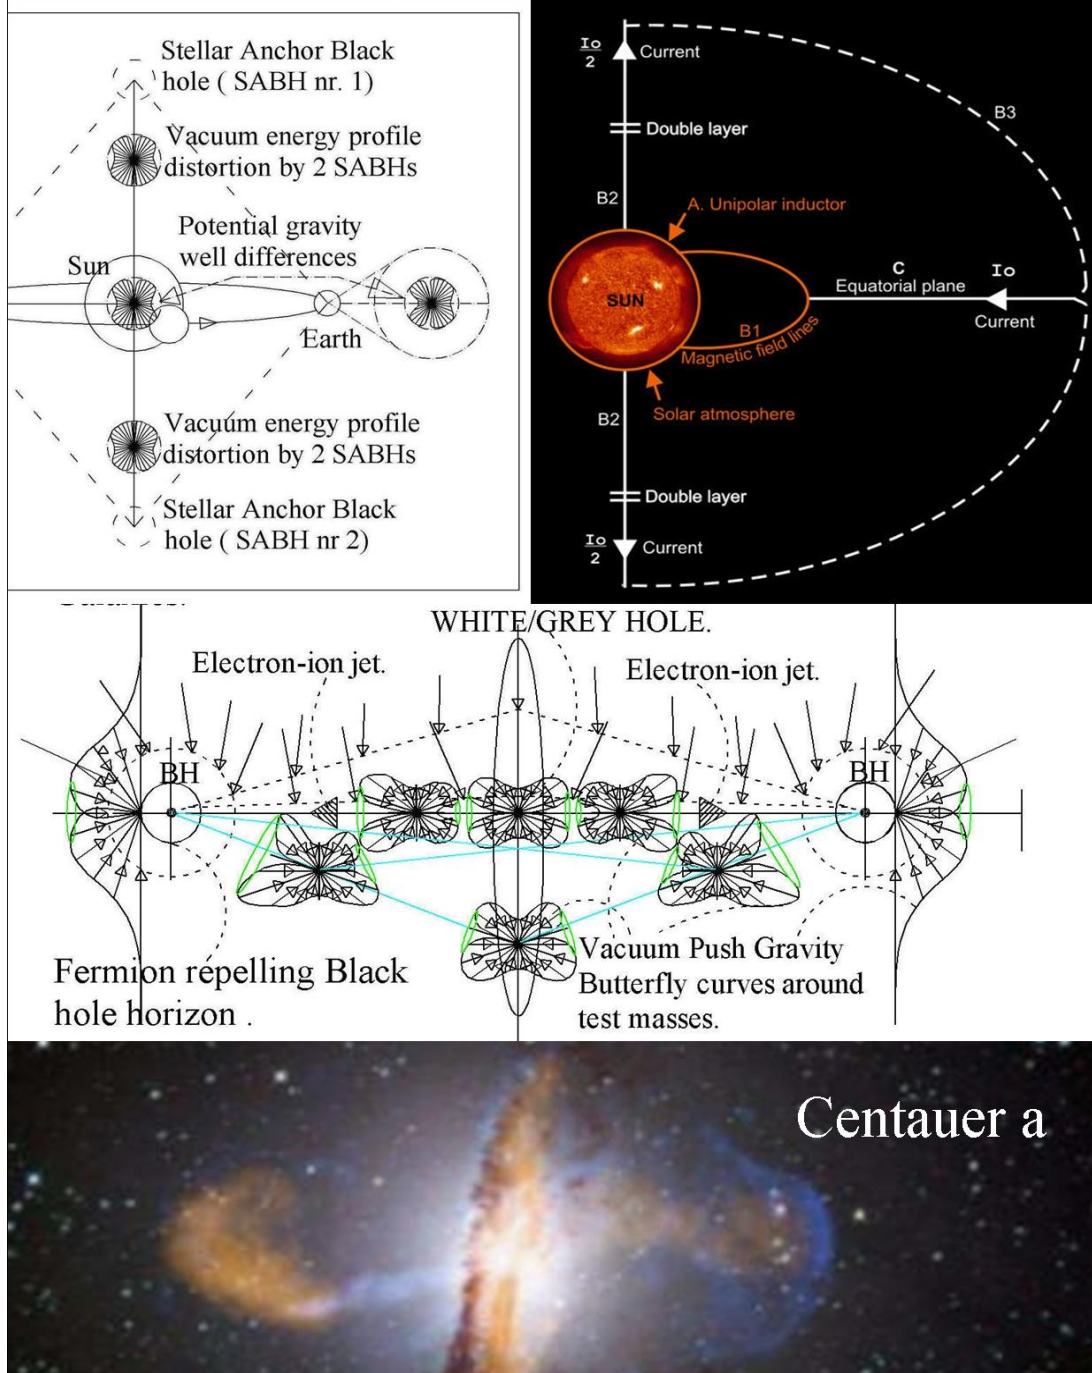 Stellar Anchor Black
hole ( SABH nr. 1)
Vacuum energy profile
distortion by 2 SABHs
Potential gravity
well differences
Sun
Earth
Vacuum energy profile
distortion by 2 SABHs
Stellar Anchor Black
hole ( SABH nr 2)
Io
2
Current
B3
Double layer
B2
A. Unipolar inductor
SUN
C
Equatorial plane
Io
Current
B1
Magnetic field lines
Solar atmosphere
B2
Double layer
Io
2
Current
WHITE/GREY HOLE.
Electron-ion jet.
Electron-ion jet.
BH
BH
Fermion repelling Black
hole horizon .
Vacuum Push Gravity
Butterfly curves around
test masses.
Centauer a